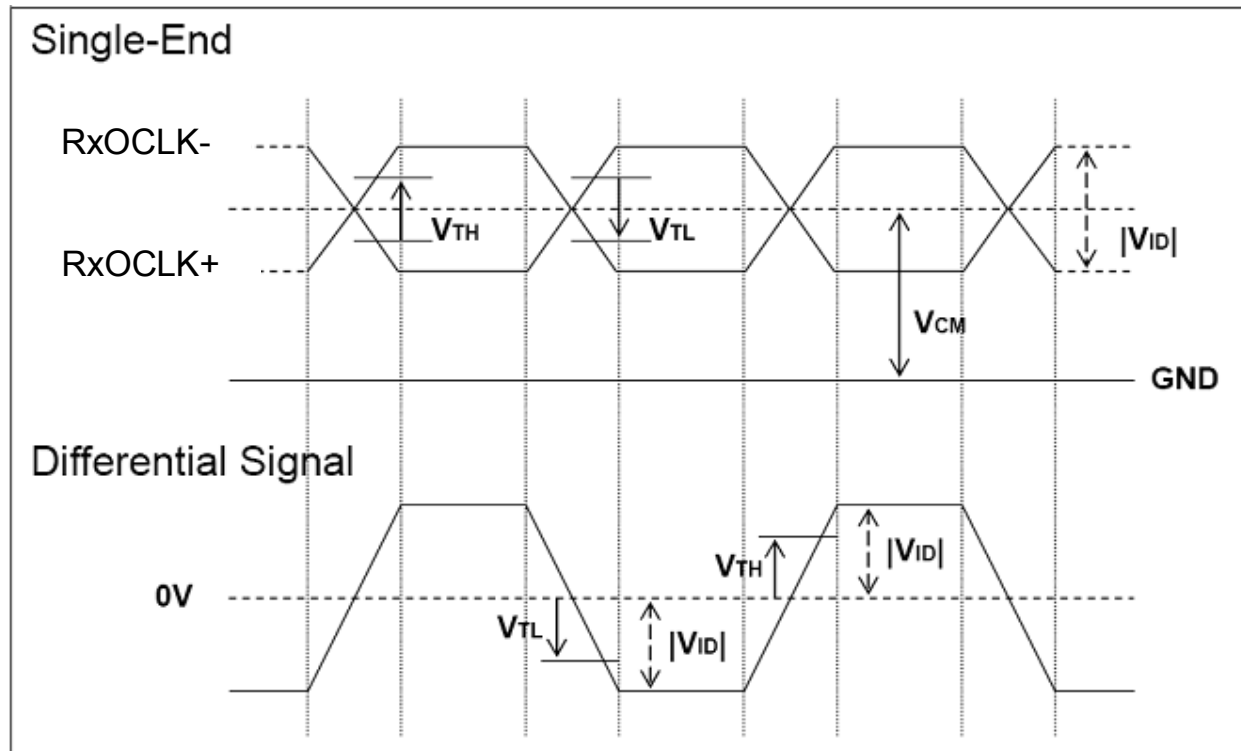 Single-End
RxOCLK-
VTH
VTL
|VID|
RxOCLK+
VCM
GND
Differential Signal
VTH
|VID|
0V
VTL
|VID|